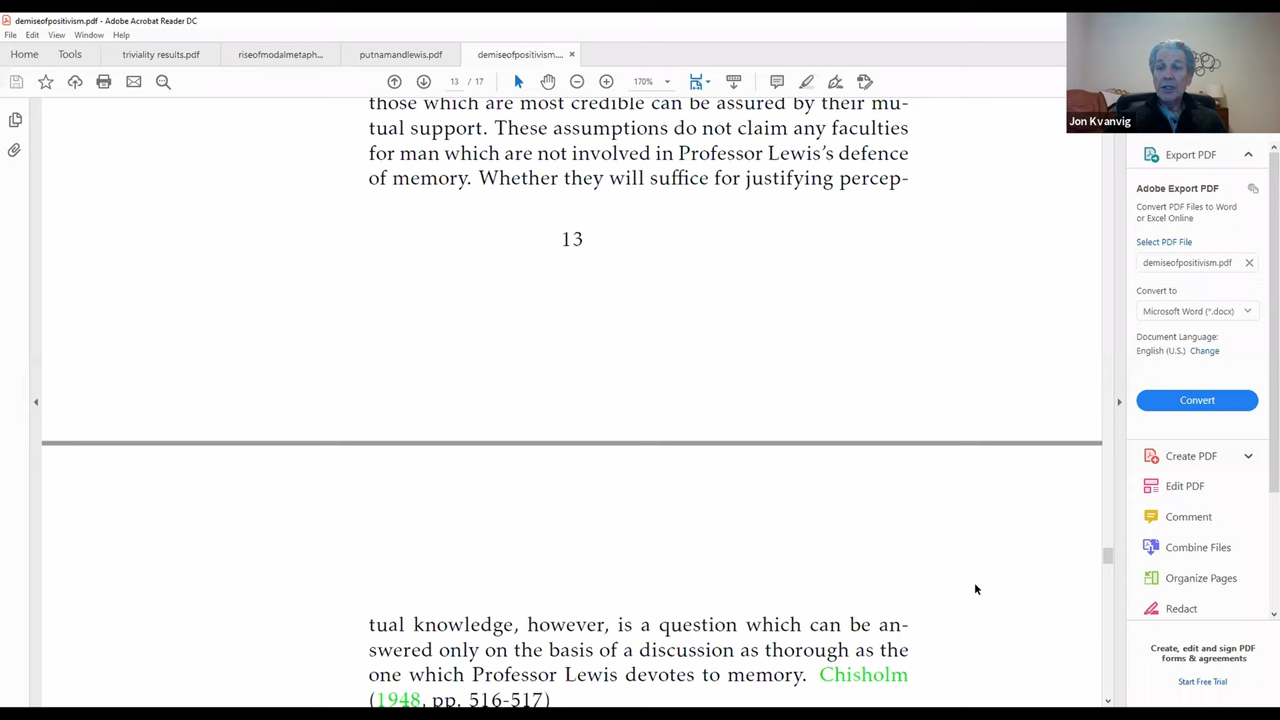 demiseofpositivism.pdf - Adobe Acrobat Reader DC
File Edit View Window Help
Home Tools triviality results.pdf riseofmodalmetaph... putnamandlewis.pdf demiseofpositivism.... ×
13 / 17 170%
Jon Kvanvig
those which are most credible can be assured by their mu-
tual support. These assumptions do not claim any faculties
for man which are not involved in Professor Lewis’s defence
of memory. Whether they will suffice for justifying percep-
13
tual knowledge, however, is a question which can be an-
swered only on the basis of a discussion as thorough as the
one which Professor Lewis devotes to memory. Chisholm
(1948, pp. 516-517)
Export PDF
Adobe Export PDF
Convert PDF Files to Word
or Excel Online
Select PDF File
demiseofpositivism.pdf
Convert to
Microsoft Word (*.docx)
Document Language:
English (U.S.) Change
Convert
Create PDF
Edit PDF
Comment
Combine Files
Organize Pages
Redact
Create, edit and sign PDF
forms & agreements
Start Free Trial